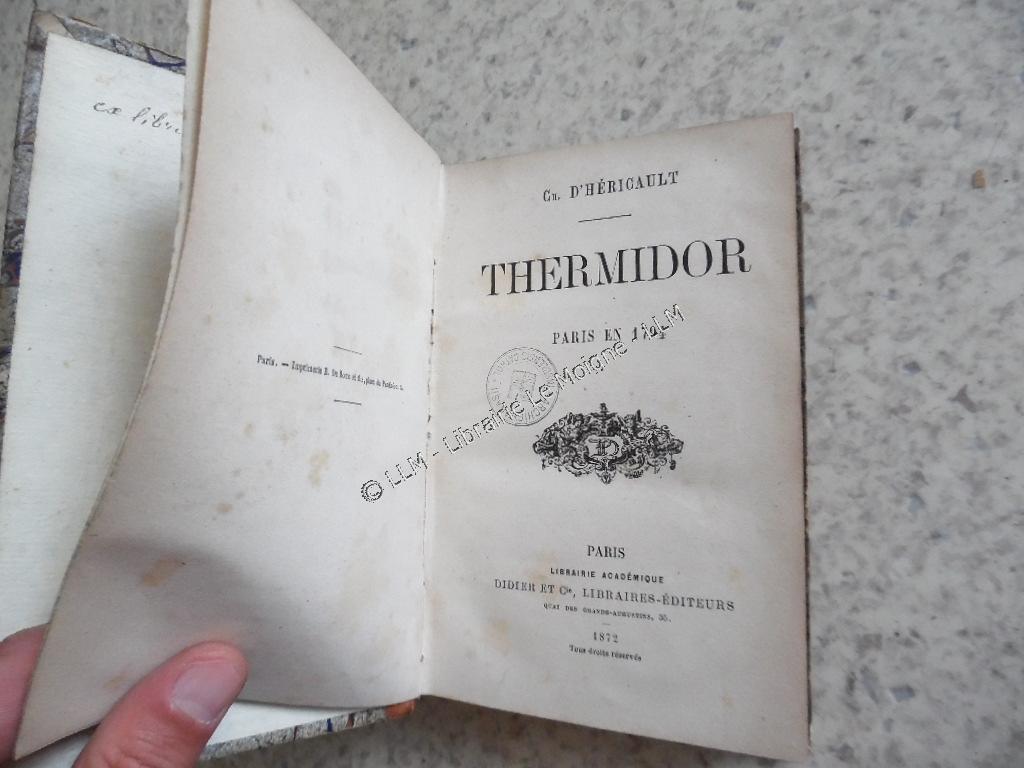 ex libr
Paris. — Imprimerie
CH. D'HÉRICAULT
THERMIDOR
PARIS EN 1794
PARIS
LIBRAIRIE ACADÉMIQUE
DIDIER ET Cie, LIBRAIRES-ÉDITEURS
QUAI DES GRANDS-AUGUSTINS, 35.
1872
Tous droits réservés
© LLM - Librairie Le Moigne - LLM